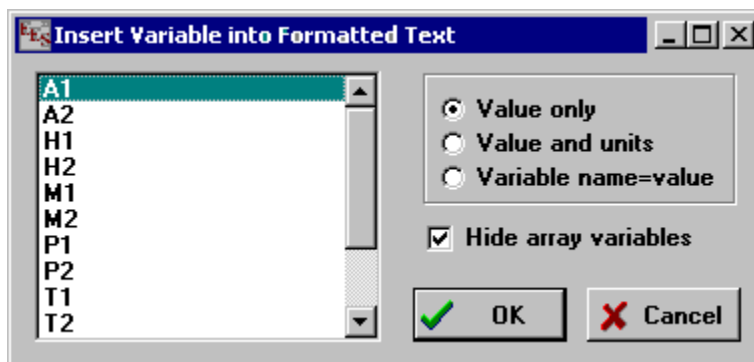 EES Insert Variable into Formatted Text
A1
A2
H1
H2
M1
M2
P1
P2
T1
T2
Value only
Value and units
Variable name=value
Hide array variables
OK
Cancel